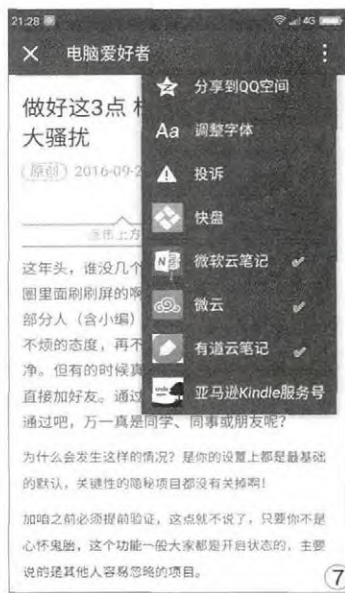 21:28 4G
电脑爱好者
分享到QQ空间
Aa 调整字体
投诉
快盘
微软云笔记
微云
有道云笔记
亚马逊Kindle服务号
做好这3点
大骚扰
原创 2016-09-2
这年头，谁没几个
圈里面刷刷屏的啊
部分人（含小编）
不烦的态度，再不
净。但有的时候真
直接加好友。通过
通过吧，万一真是同学、同事或朋友呢？
为什么会发生这样的情况？是你的设置上都是最基础
的默认，关键性的隐秘项目都没有关掉啊！
加咱之前必须提前验证，这点就不说了，只要你不是
心怀鬼胎，这个功能一般大家都是开启状态的，主要
说的是其他人容易忽略的项目。
⑦